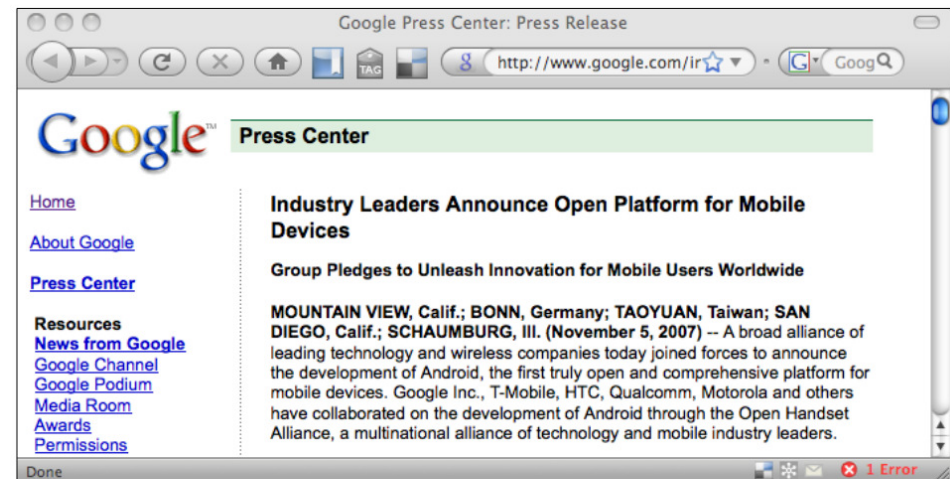 Google Press Center: Press Release
TAG
8 http://www.google.com/ir
G Goog
Google™ Press Center
Home
About Google
Press Center
Resources
News from Google
Google Channel
Google Podium
Media Room
Awards
Permissions
Industry Leaders Announce Open Platform for Mobile
Devices
Group Pledges to Unleash Innovation for Mobile Users Worldwide
MOUNTAIN VIEW, Calif.; BONN, Germany; TAOYUAN, Taiwan; SAN
DIEGO, Calif.; SCHAUMBURG, Ill. (November 5, 2007) -- A broad alliance of
leading technology and wireless companies today joined forces to announce
the development of Android, the first truly open and comprehensive platform for
mobile devices. Google Inc., T-Mobile, HTC, Qualcomm, Motorola and others
have collaborated on the development of Android through the Open Handset
Alliance, a multinational alliance of technology and mobile industry leaders.
Done
1 Error